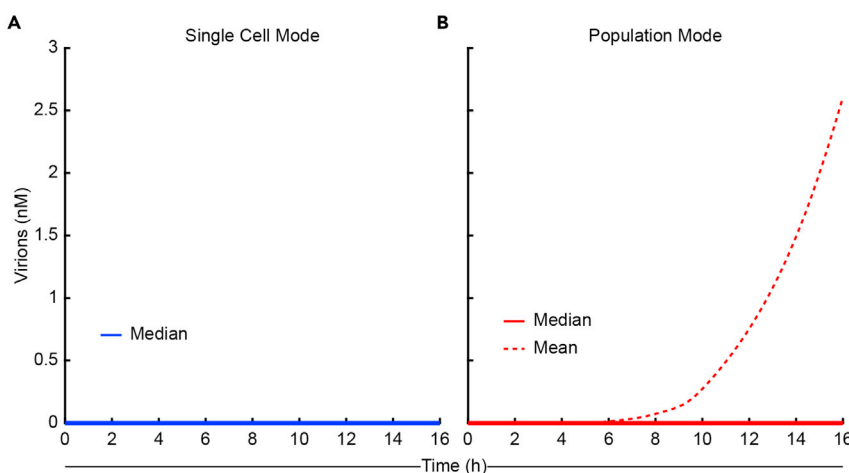 A
Single Cell Mode
B
Population Mode
Virions (nM)
3
2.5
2
1.5
1
0.5
0
Median
Median
Mean
0 2 4 6 8 10 12 14 16
0 2 4 6 8 10 12 14 16
Time (h)